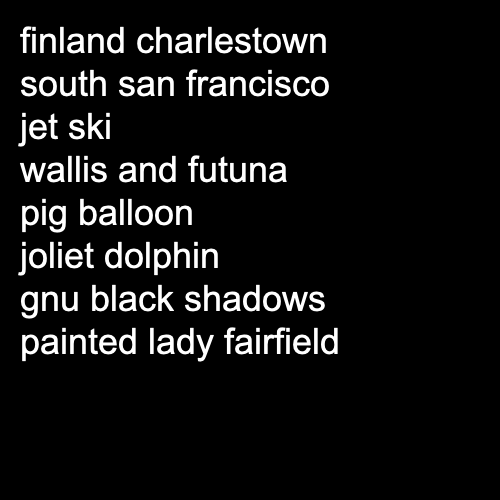 finland charlestown
south san francisco
jet ski
wallis and futuna
pig balloon
joliet dolphin
gnu black shadows
painted lady fairfield